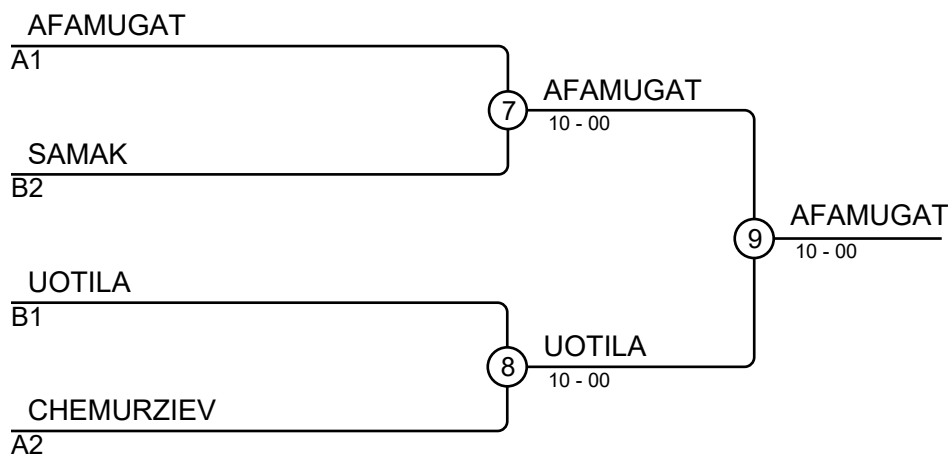 AFAMUGAT
A1
7
AFAMUGAT
10 - 00
SAMAK
B2
9
AFAMUGAT
10 - 00
UOTILA
B1
8
UOTILA
10 - 00
CHEMURZIEV
A2